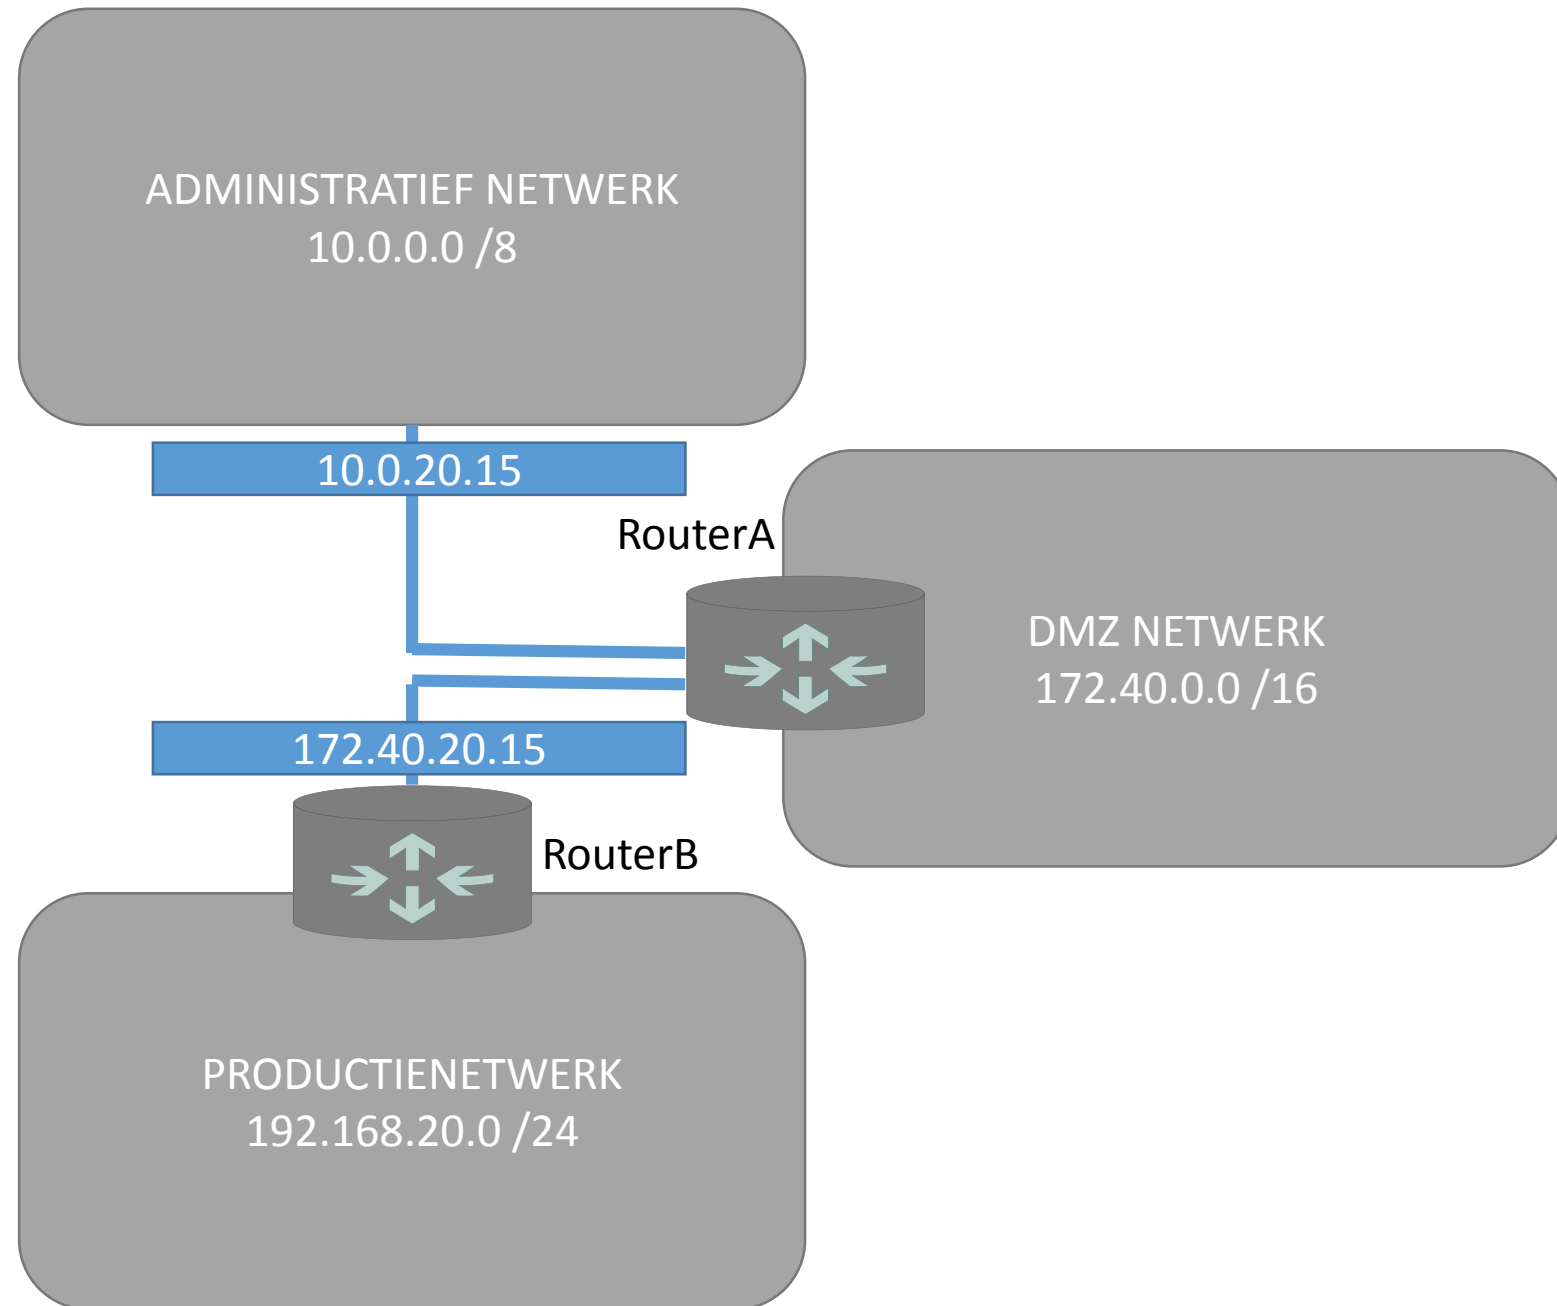 ADMINISTRATIEF NETWERK
10.0.0.0 /8
10.0.20.15
RouterA
DMZ NETWERK
172.40.0.0 /16
172.40.20.15
RouterB
PRODUCTIENETWERK
192.168.20.0 /24